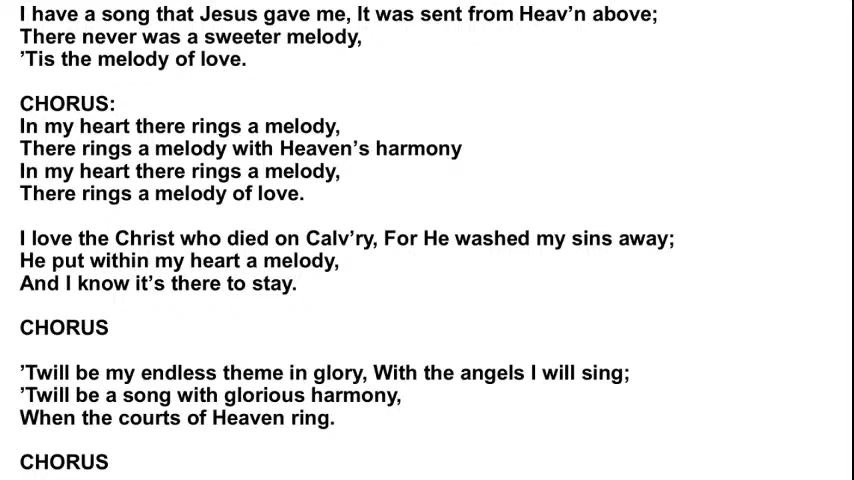 I have a song that Jesus gave me, It was sent from Heav’n above;
There never was a sweeter melody,
’Tis the melody of love.
CHORUS:
In my heart there rings a melody,
There rings a melody with Heaven’s harmony
In my heart there rings a melody,
There rings a melody of love.
I love the Christ who died on Calv’ry, For He washed my sins away;
He put within my heart a melody,
And I know it’s there to stay.
CHORUS
’Twill be my endless theme in glory, With the angels I will sing;
’Twill be a song with glorious harmony,
When the courts of Heaven ring.
CHORUS